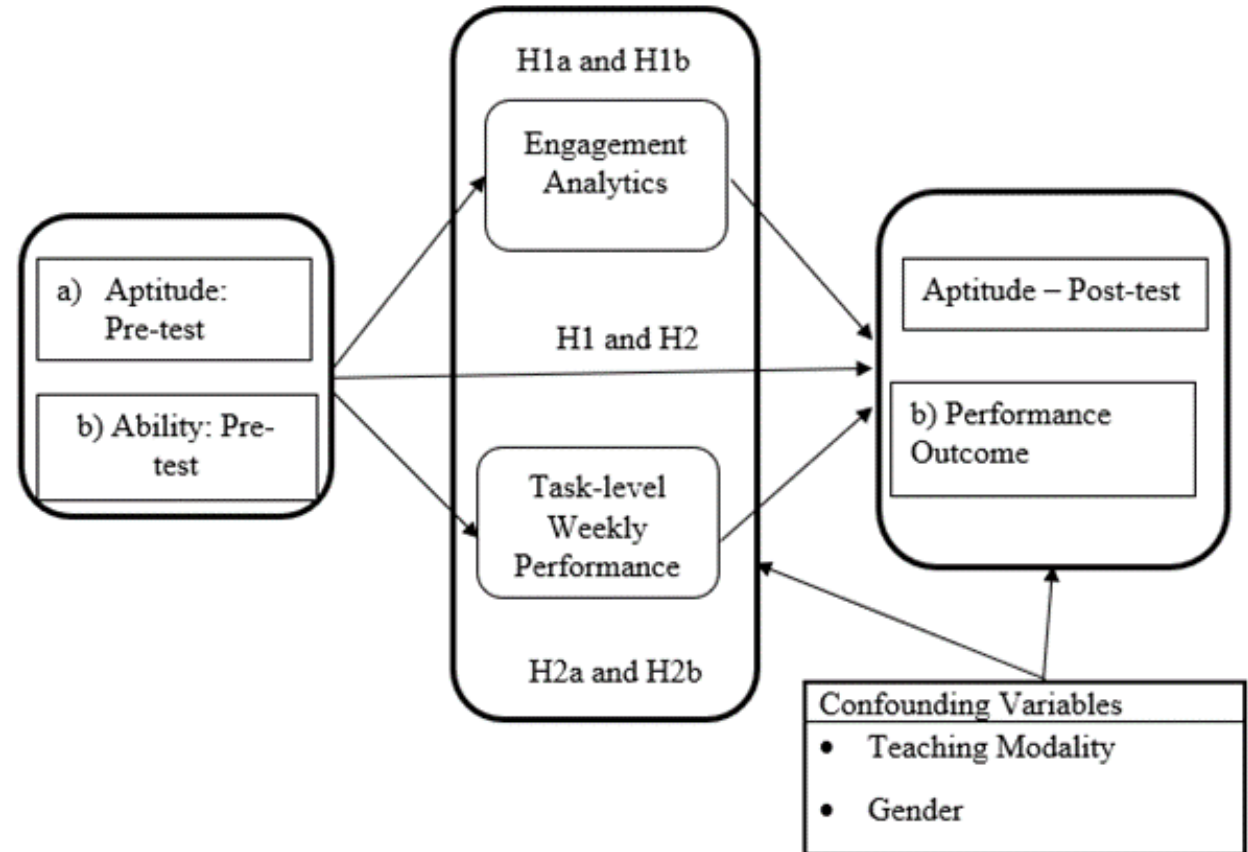 H1a and H1b
Engagement
Analytics
a) Aptitude:
Pre-test
b) Ability: Pre-
test
H1 and H2
Task-level
Weekly
Performance
H2a and H2b
Aptitude – Post-test
b) Performance
Outcome
Confounding Variables
• Teaching Modality
• Gender